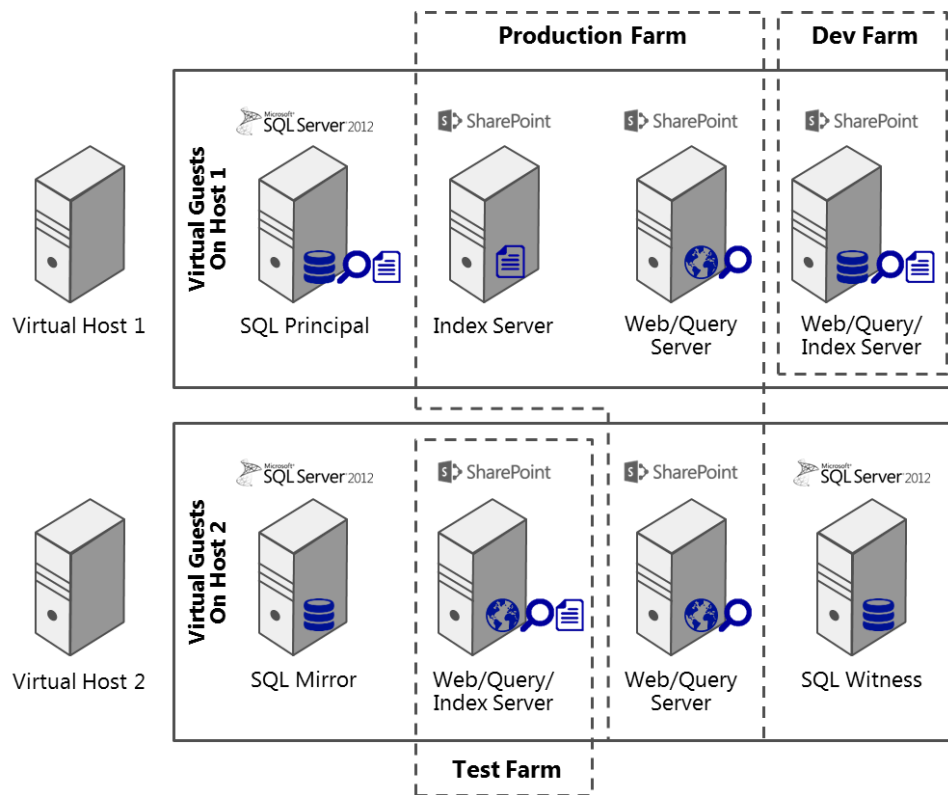 Production Farm
Dev Farm
Microsoft
SQL Server 2012
S SharePoint
S SharePoint
S SharePoint
Virtual Guests
On Host 1
Virtual Host 1
SQL Principal
Index Server
Web/Query
Server
Web/Query/
Index Server
Microsoft
SQL Server 2012
S SharePoint
S SharePoint
Microsoft
SQL Server 2012
Virtual Guests
On Host 2
Virtual Host 2
SQL Mirror
Web/Query/
Index Server
Web/Query
Server
SQL Witness
Test Farm